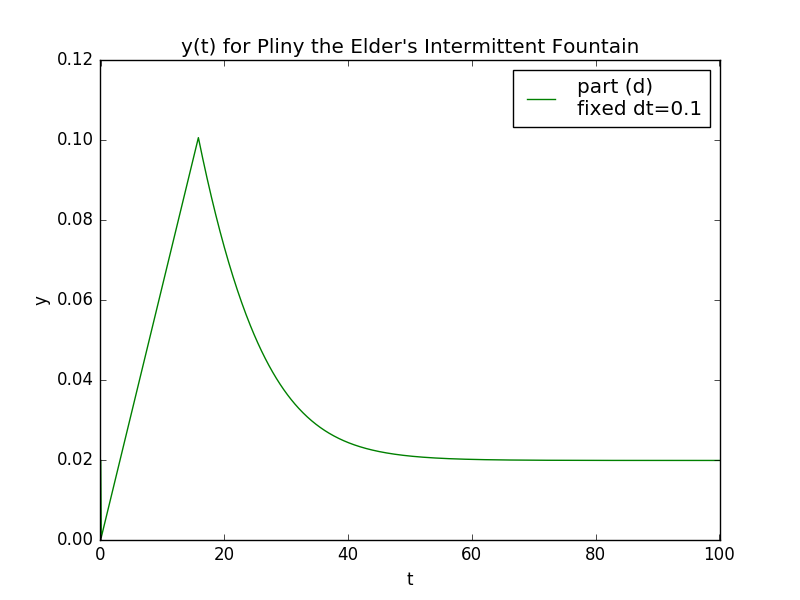 y(t) for Pliny the Elder's Intermittent Fountain
0.12
0.10
0.08
0.06
0.04
0.02
0.00
y
part (d)
fixed dt=0.1
0 20 40 60 80 100
t